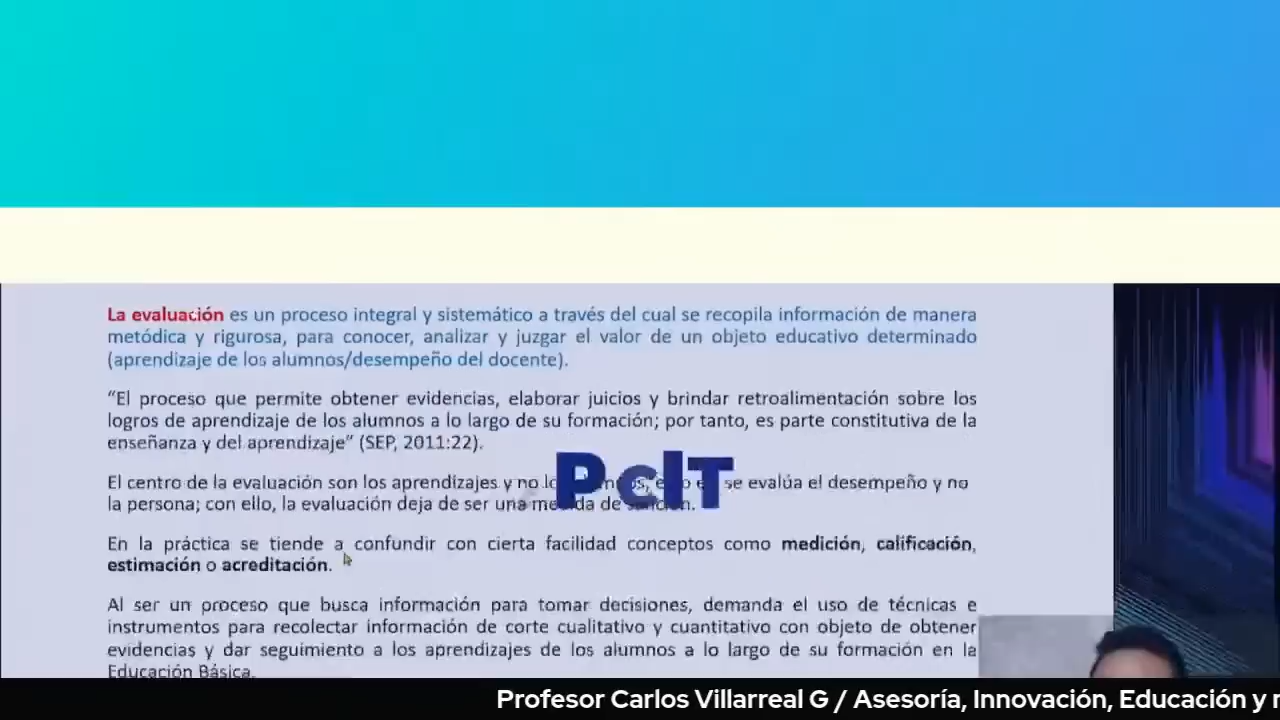 La evaluación es un proceso integral y sistemático a través del cual se recopila información de manera
metódica y rigurosa, para conocer, analizar y juzgar el valor de un objeto educativo determinado
(aprendizaje de los alumnos/desempeño del docente).
“El proceso que permite obtener evidencias, elaborar juicios y brindar retroalimentación sobre los
logros de aprendizaje de los alumnos a lo largo de su formación; por tanto, es parte constitutiva de la
enseñanza y del aprendizaje” (SEP, 2011:22).
El centro de la evaluación son los aprendizajes y no se evalúa el desempeño y no
PclT
la persona; con ello, la evaluación deja de ser una medida de
En la práctica se tiende a confundir con cierta facilidad conceptos como medición, calificación,
estimación o acreditación.
Al ser un proceso que busca información para tomar decisiones, demanda el uso de técnicas e
instrumentos para recolectar información de corte cualitativo y cuantitativo con objeto de obtener
evidencias y dar seguimiento a los aprendizajes de los alumnos a lo largo de su formación en la
Educación Básica.
Profesor Carlos Villarreal G / Asesoría, Innovación, Educación y